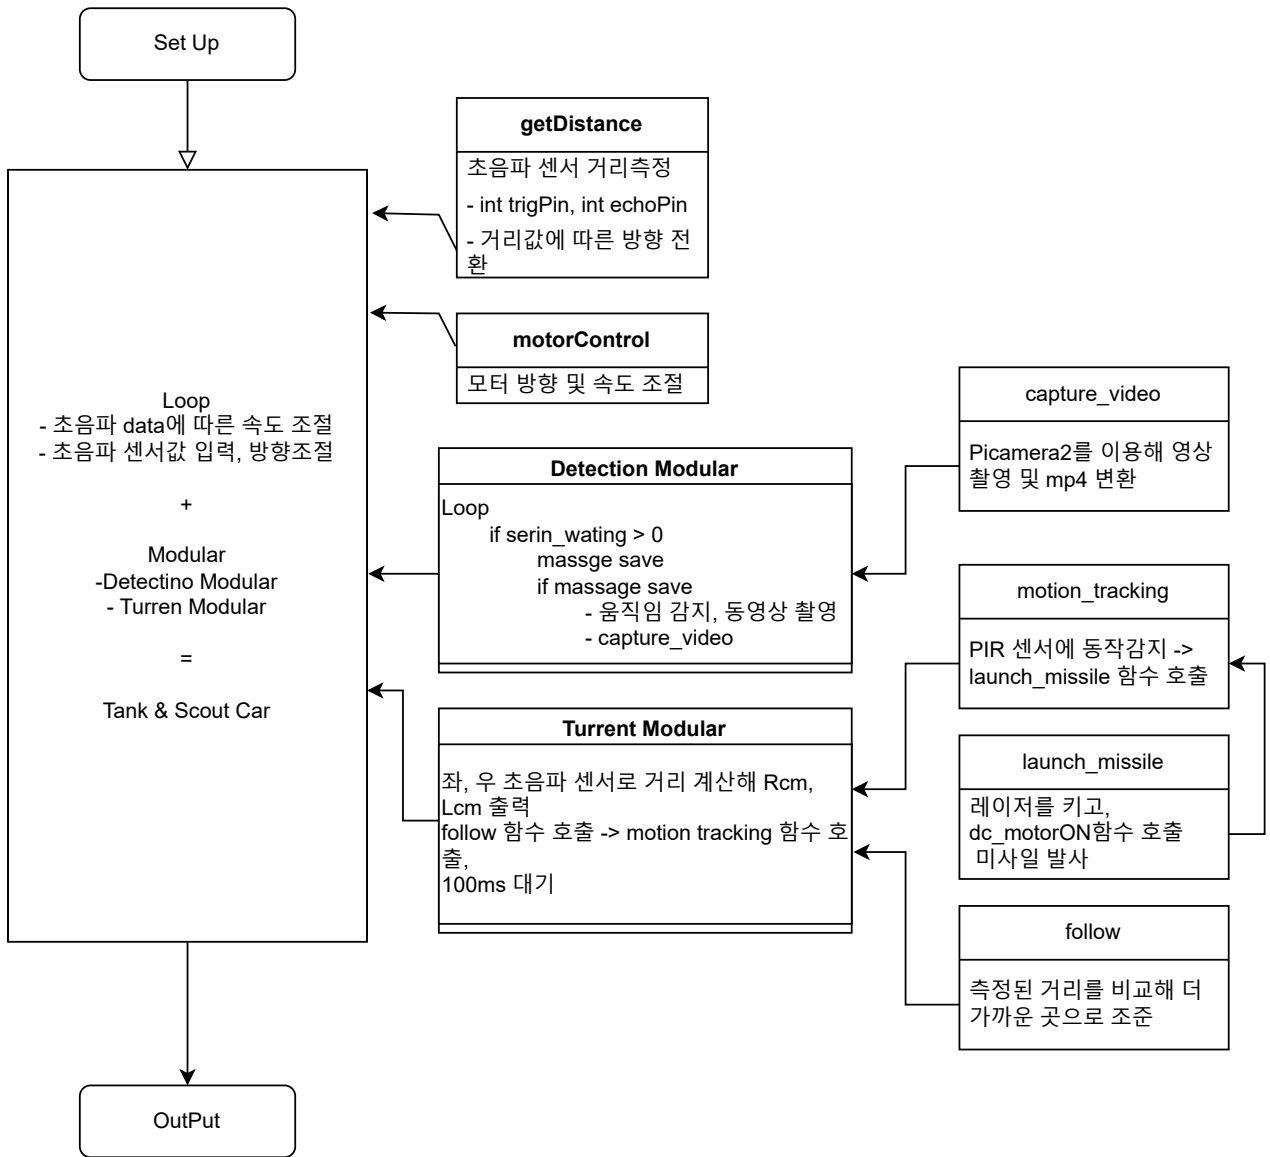 Set Up
getDistance
초음파 센서 거리측정
- int trigPin, int echoPin
- 거리값에 따른 방향 전
환
motorControl
모터 방향 및 속도 조절
Loop
- 초음파 data에 따른 속도 조절
- 초음파 센서값 입력, 방향조절
+
Modular
-Detectino Modular
- Turren Modular
=
Tank & Scout Car
Detection Modular
Loop
if serin_wating > 0
massge save
if massage save
- 움직임 감지, 동영상 촬영
- capture_video
Turrent Modular
좌, 우 초음파 센서로 거리 계산해 Rcm,
Lcm 출력
follow 함수 호출 -> motion tracking 함수 호
출,
100ms 대기
capture_video
Picamera2를 이용해 영상
촬영 및 mp4 변환
motion_tracking
PIR 센서에 동작감지 ->
launch_missile 함수 호출
launch_missile
레이저를 키고,
dc_motorON함수 호출
미사일 발사
follow
측정된 거리를 비교해 더
가까운 곳으로 조준
OutPut